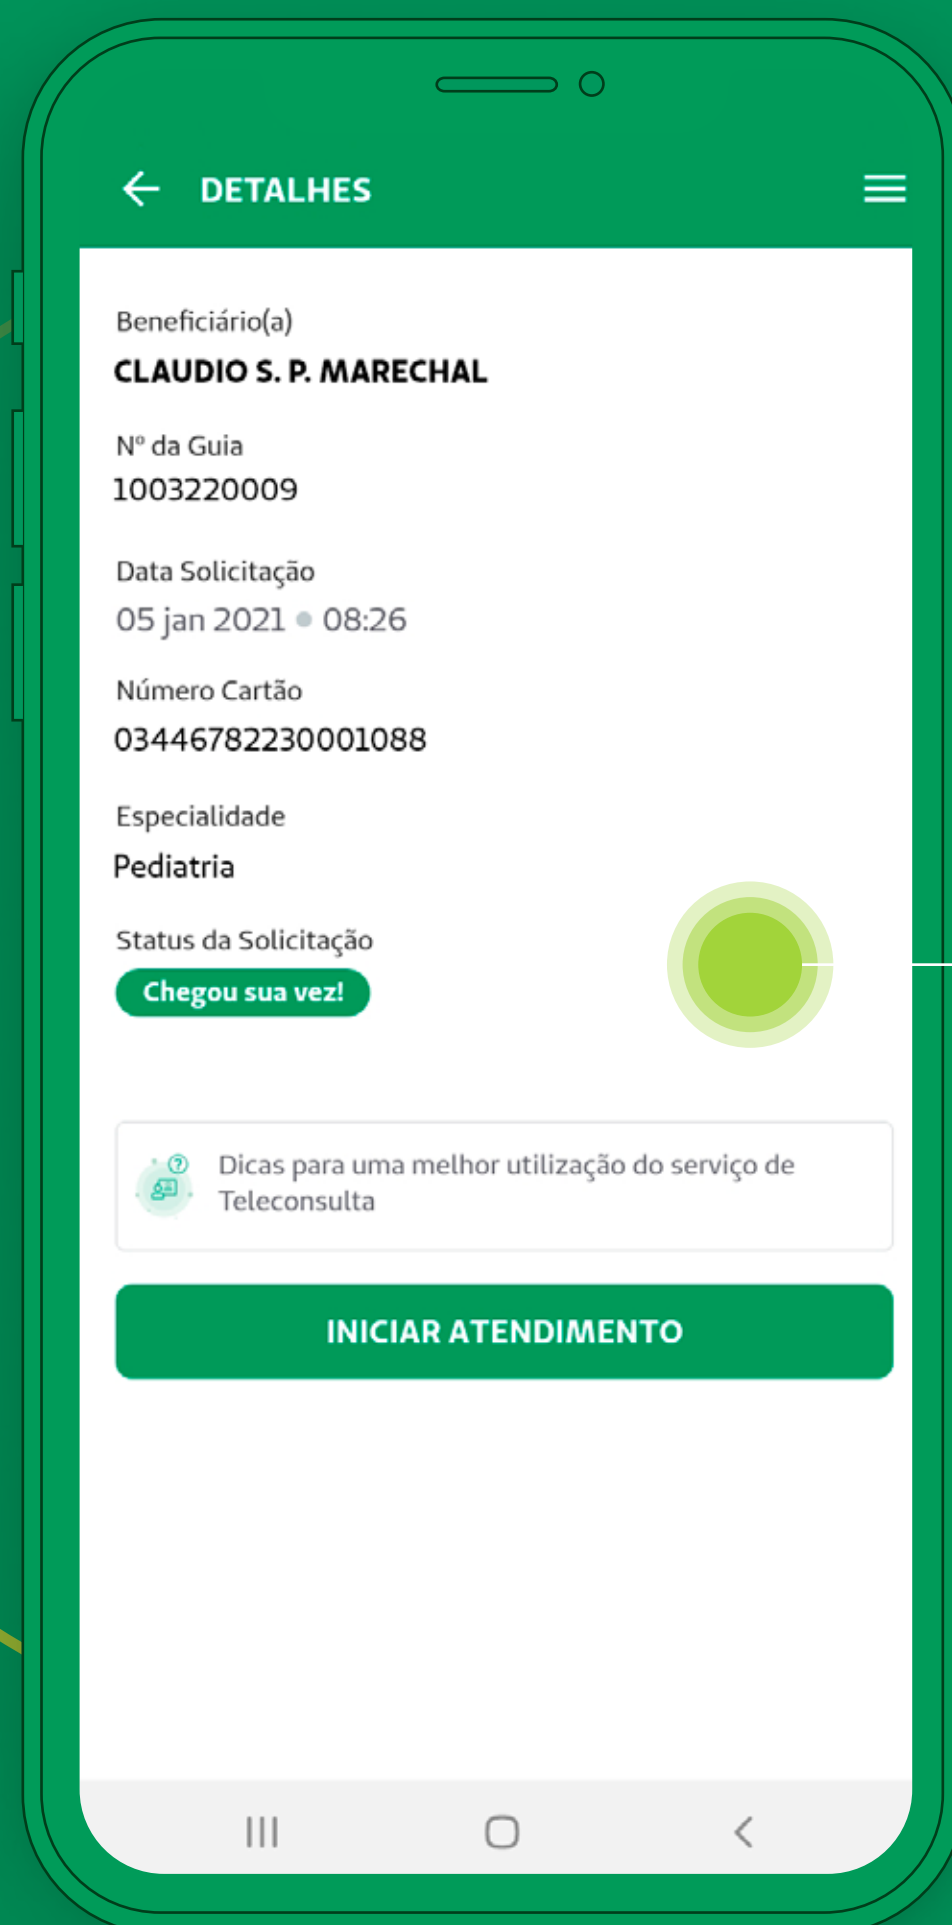 DETALHES
Beneficiário(a)
CLAUDIO S. P. MARECHAL
Nº da Guia
1003220009
Data Solicitação
05 jan 2021 • 08:26
Número Cartão
03446782230001088
Especialidade
Pediatria
Status da Solicitação
Chegou sua vez!
Dicas para uma melhor utilização do serviço de
Teleconsulta
INICIAR ATENDIMENTO